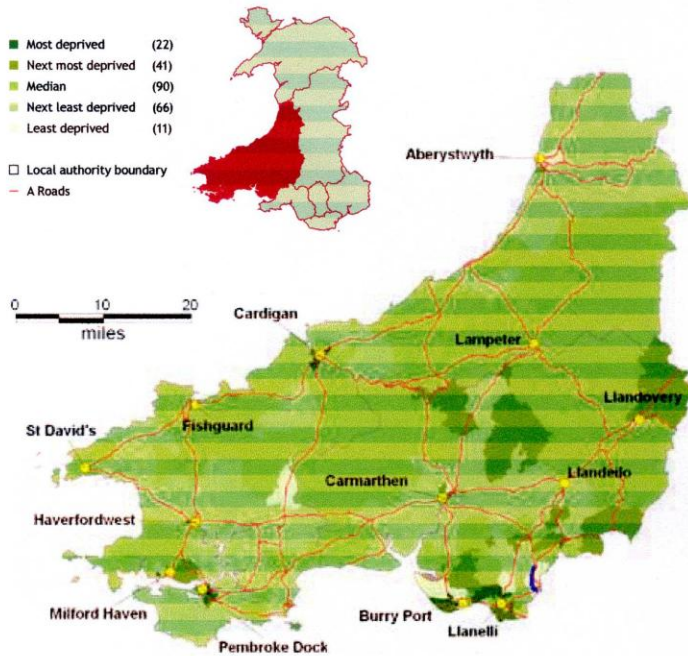 Most deprived (22)
Next most deprived (41)
Median (90)
Next least deprived (66)
Least deprived (11)
Local authority boundary
A Roads
Aberystwyth
0 10 20
miles
Cardigan
Lampeter
Llandovery
St David's
Fishguard
Carmarthen
Llandeilo
Haverfordwest
Milford Haven
Burry Port
Llanelli
Pembroke Dock